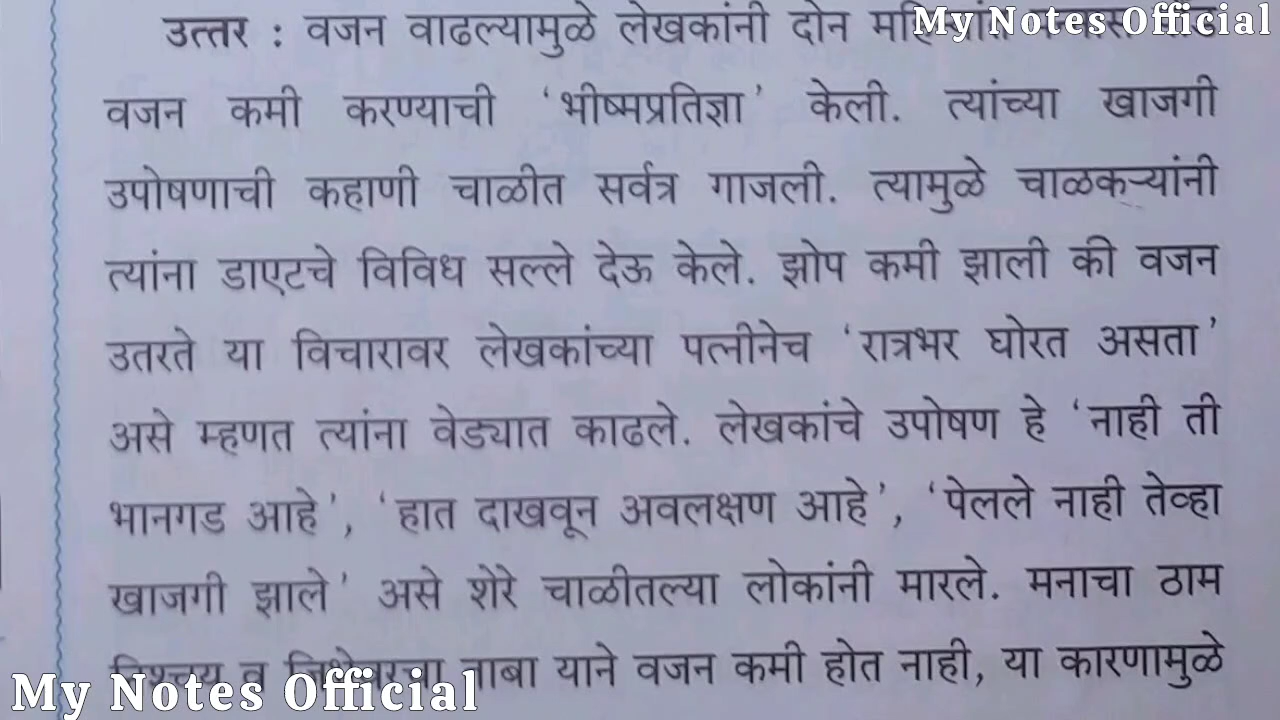 My Notes Official
उत्तर : वजन वाढल्यामुळे लेखकांनी दोन
वजन कमी करण्याची ‘भीष्मप्रतिज्ञा’ केली. त्यांच्या खाजगी
उपोषणाची कहाणी चाळीत सर्वत्र गाजली. त्यामुळे चाळकऱ्यांनी
त्यांना डाएटचे विविध सल्ले देऊ केले. झोप कमी झाली की वजन
उतरते या विचारावर लेखकांच्या पत्नीनेच ‘रात्रभर घोरत असता’
असे म्हणत त्यांना वेड्यात काढले. लेखकांचे उपोषण हे ‘नाही ती
भानगड आहे’, ‘हात दाखवून अवलक्षण आहे’, ‘पेलले नाही तेव्हा
खाजगी झाले’ असे शेरे चाळीतल्या लोकांनी मारले. मनाचा ठाम
व ताबा याने वजन कमी होत नाही, या कारणामुळे
My Notes Official